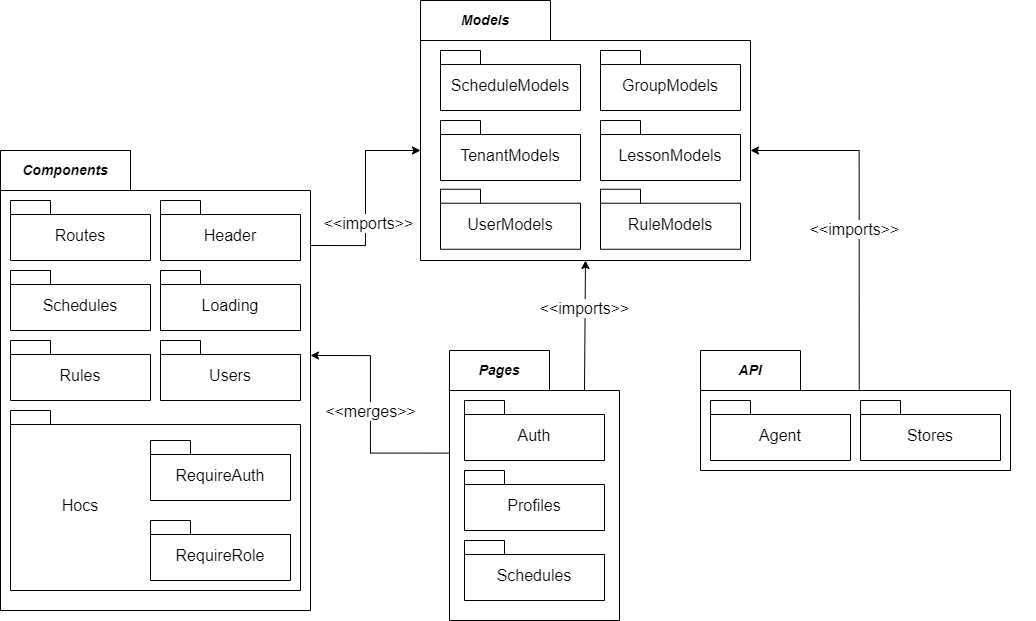 Models
ScheduleModels
GroupModels
TenantModels
LessonModels
UserModels
RuleModels
Components
Routes
Header
Schedules
Loading
Rules
Users
Hocs
RequireAuth
RequireRole
<<imports>>
<<imports>>
<<imports>>
<<merges>>
Pages
Auth
Profiles
Schedules
API
Agent
Stores